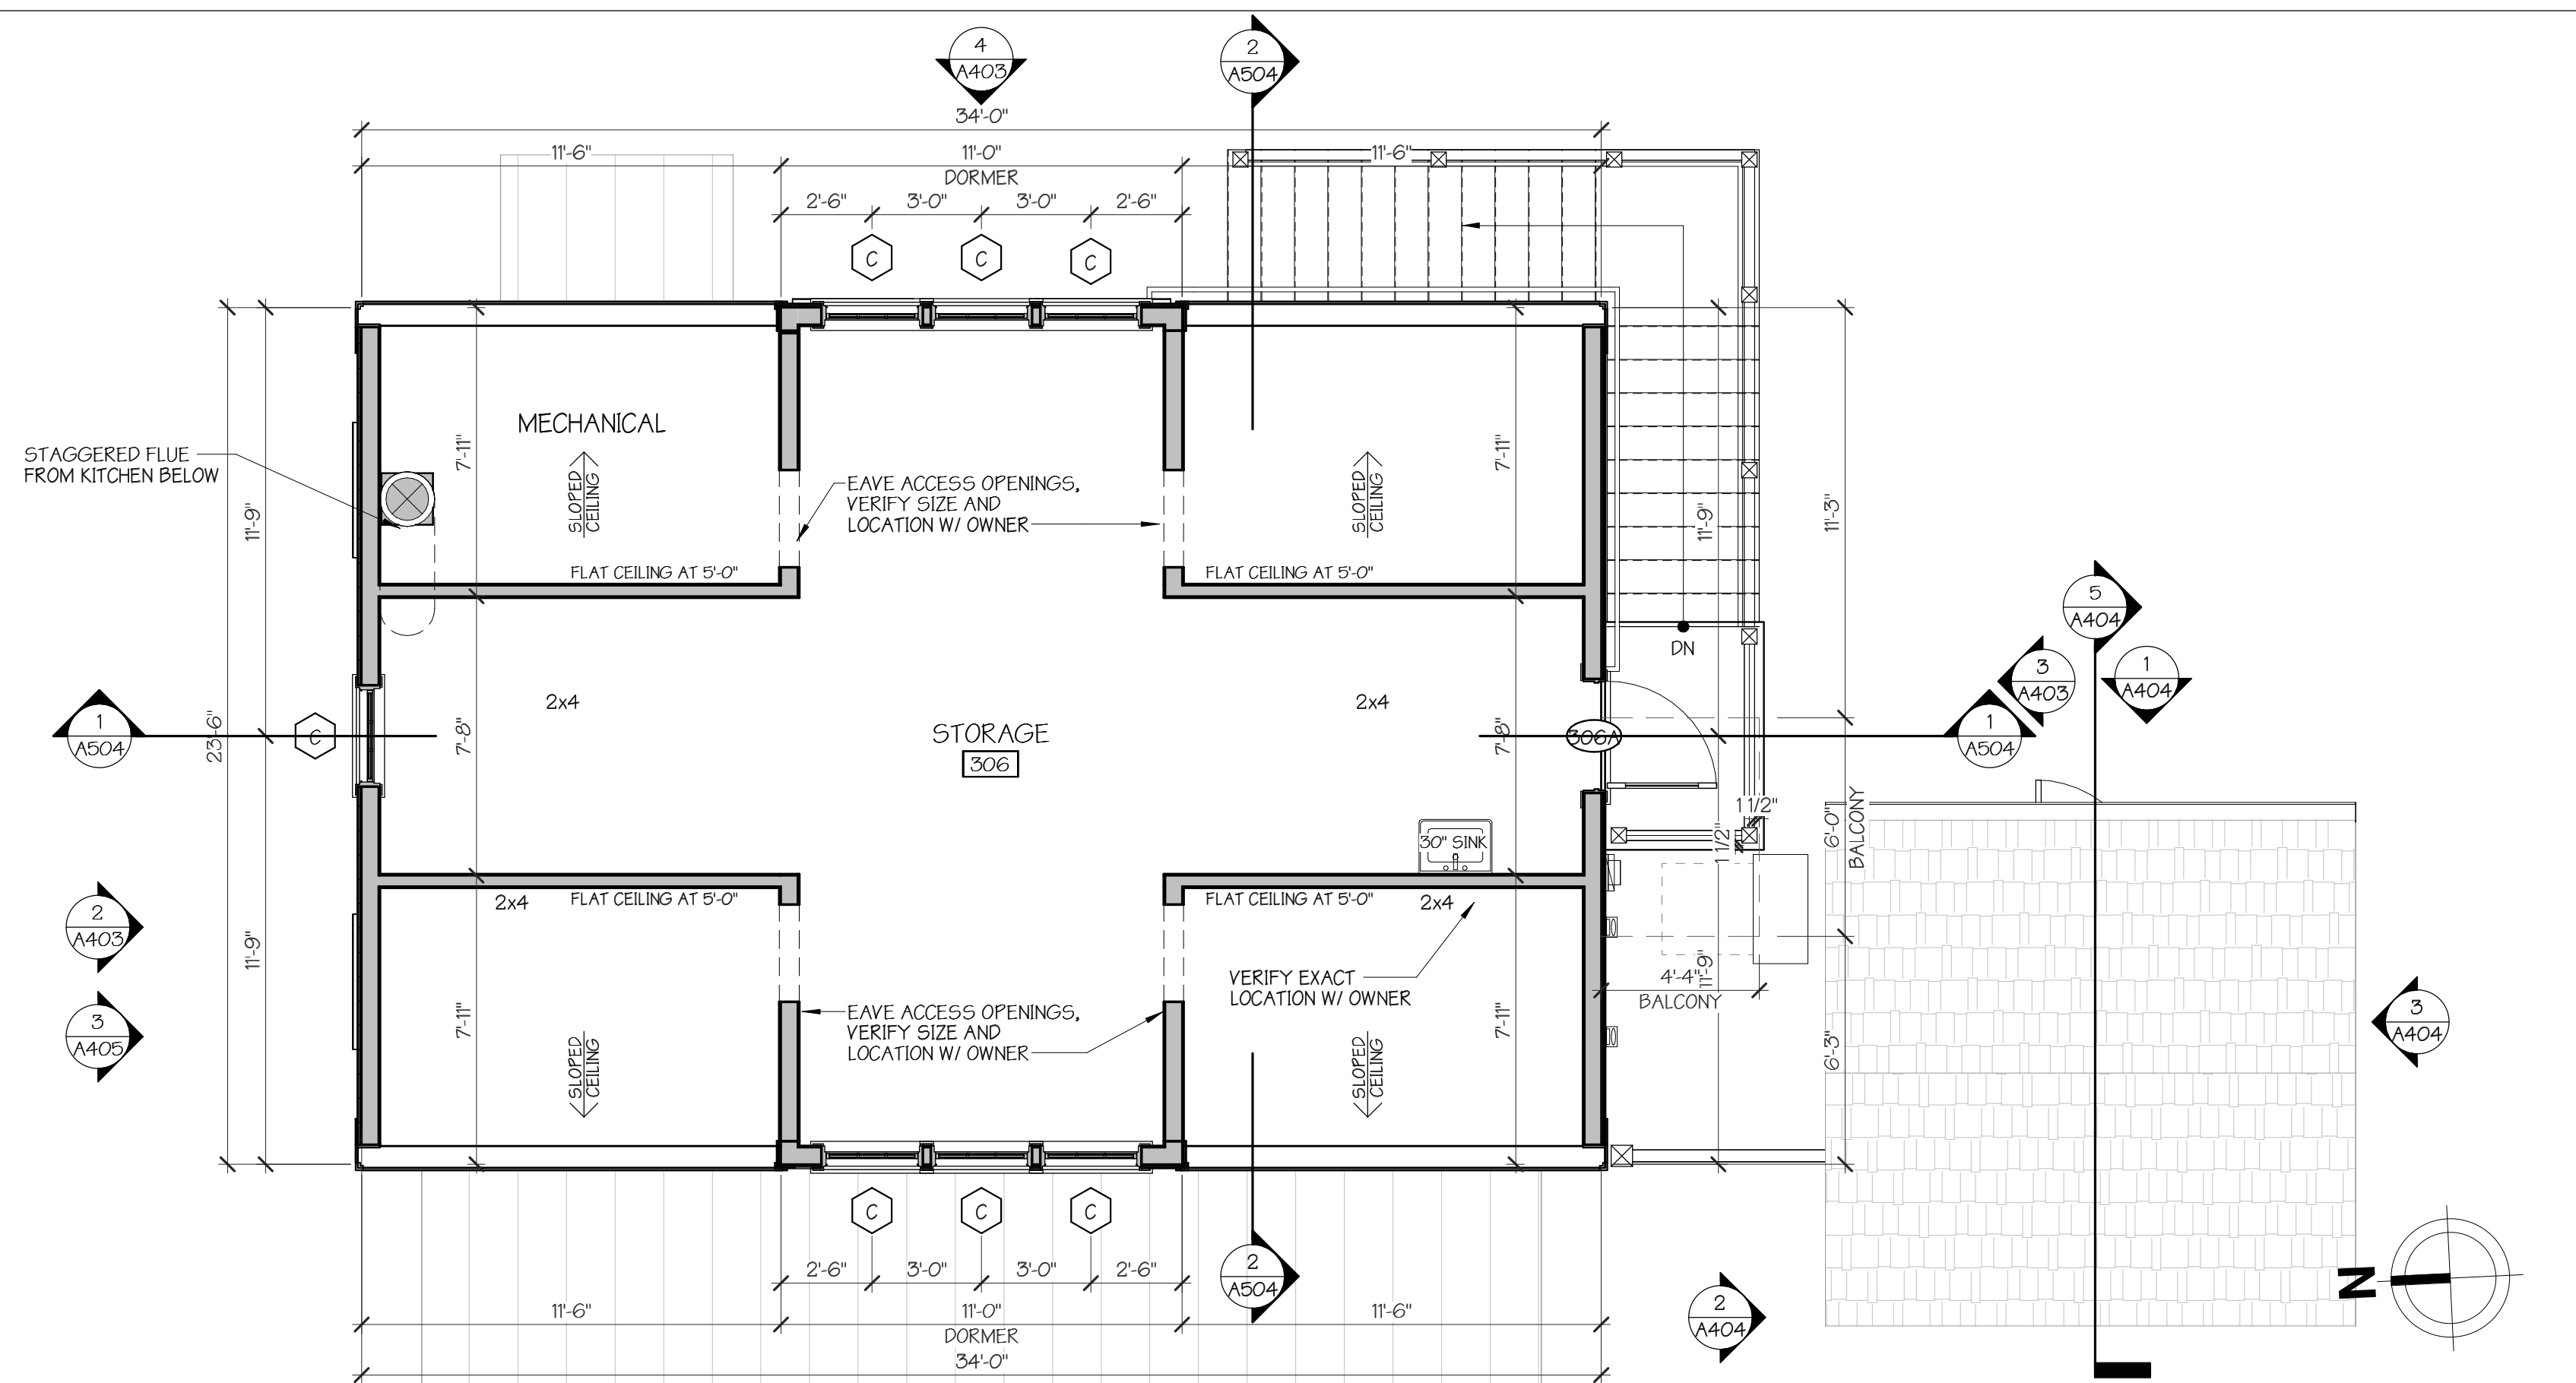 4
A403
2
A504
34'-0"
11'-6"
11'-0"
11'-6"
DORMER
2'-6"
3'-0"
3'-0"
2'-6"
C
C
C
MECHANICAL
STAGGERED FLUE
FROM KITCHEN BELOW
7'-11"
SLOPED
CEILING
EAVE ACCESS OPENINGS,
VERIFY SIZE AND
LOCATION W/ OWNER
SLOPED
CEILING
7'-11"
11'-9"
11'-9"
11'-3"
FLAT CEILING AT 5'-0"
FLAT CEILING AT 5'-0"
5
A404
DN
3
A403
1
A404
2x4
2x4
1
A504
23'-6"
C
7'-8"
STORAGE
306
7'-8"
306A
1
A504
1 1/2"
30" SINK
1 1/2"
6'-0"
BALCONY
2
A403
2x4
FLAT CEILING AT 5'-0"
FLAT CEILING AT 5'-0"
2x4
11'-9"
VERIFY EXACT
LOCATION W/ OWNER
4'-4"
11'-9"
BALCONY
3
A405
7'-11"
SLOPED
CEILING
EAVE ACCESS OPENINGS,
VERIFY SIZE AND
LOCATION W/ OWNER
SLOPED
CEILING
7'-11"
6'-3"
3
A404
C
C
C
2'-6"
3'-0"
3'-0"
2'-6"
2
A504
N
11'-6"
11'-0"
11'-6"
DORMER
2
A404
34'-0"